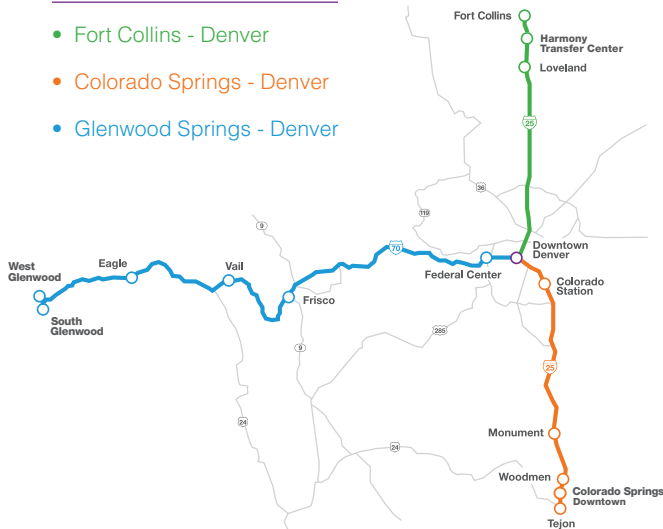 • Fort Collins - Denver
• Colorado Springs - Denver
• Glenwood Springs - Denver
Fort Collins
Harmony
Transfer Center
Loveland
25
36
119
9
70
Downtown
Denver
Federal Center
Colorado
Station
West
Glenwood
Eagle
Vail
Frisco
South
Glenwood
285
9
25
24
24
Monument
Woodmen
Colorado Springs
Downtown
Tejon